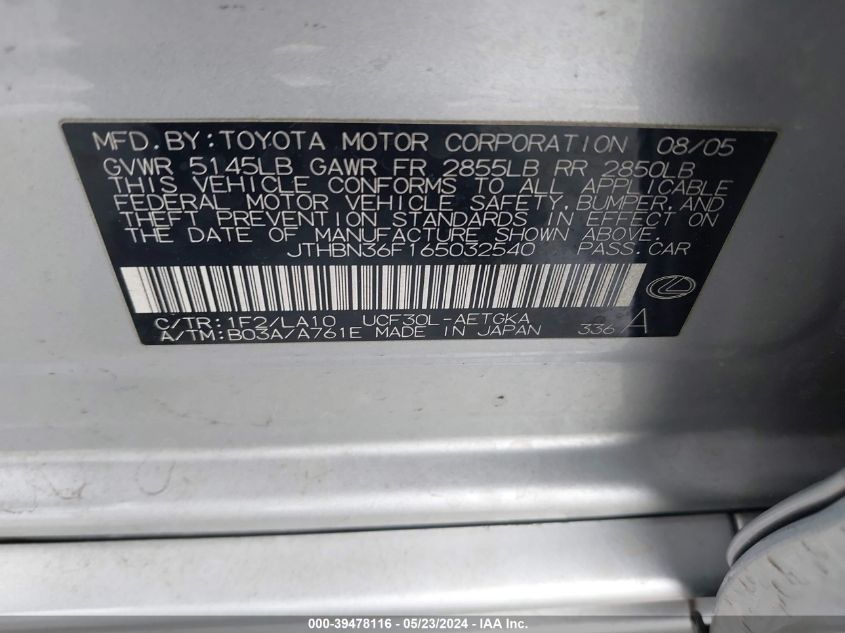 MFD. BY: TOYOTA MOTOR CORPORATION 08/05
GVWR 5145LB GAWR FR 2855LB RR 2850LB
THIS VEHICLE CONFORMS TO ALL APPLICABLE
FEDERAL MOTOR VEHICLE SAFETY, BUMPER, AND
THEFT PREVENTION STANDARDS IN EFFECT ON
THE DATE OF MANUFACTURE SHOWN ABOVE.
JTHBN36F165032540 PASS. CAR
C/TR: 1F2/LA10 UCF30L-AETGKA
A/TM: B03A/A761E MADE IN JAPAN 336 A
000-39478116 - 05/23/2024 - IAA Inc.